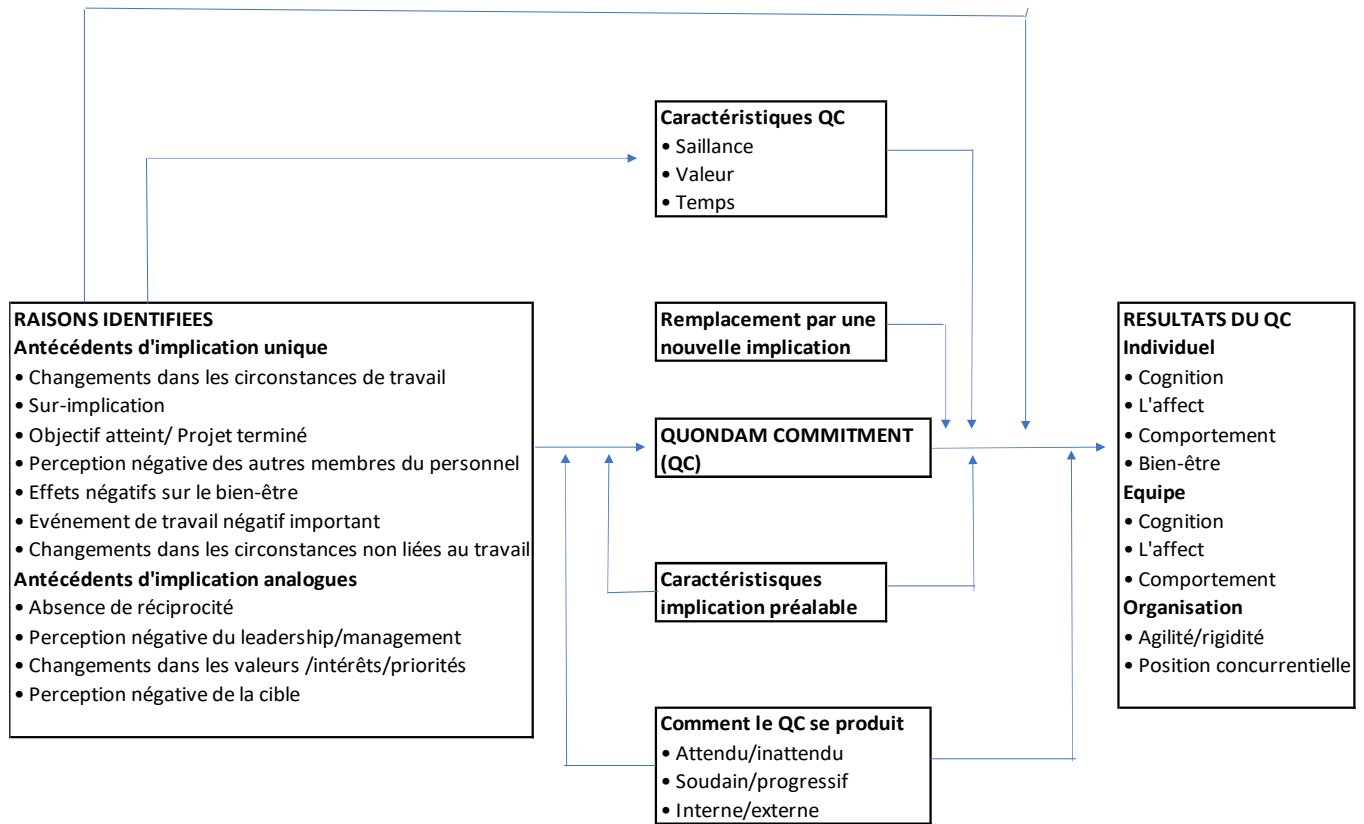 Caractéristiques QC
• Saillance
• Valeur
• Temps
RAISONS IDENTIFIEES
Antécédents d'implication unique
• Changements dans les circonstances de travail
• Sur-implication
• Objectif atteint/ Projet terminé
• Perception négative des autres membres du personnel
• Effets négatifs sur le bien-être
• Evénement de travail négatif important
• Changements dans les circonstances non liées au travail
Antécédents d'implication analogues
• Absence de réciprocité
• Perception négative du leadership/management
• Changements dans les valeurs /intérêts/priorités
• Perception négative de la cible
Remplacement par une
nouvelle implication
QUONDAM COMMITMENT
(QC)
Caractéristisques
implication préalable
Comment le QC se produit
• Attendu/inattendu
• Soudain/progressif
• Interne/externe
RESULTATS DU QC
Individuel
• Cognition
• L'affect
• Comportement
• Bien-être
Equipe
• Cognition
• L'affect
• Comportement
Organisation
• Agilité/rigidité
• Position concurrentielle